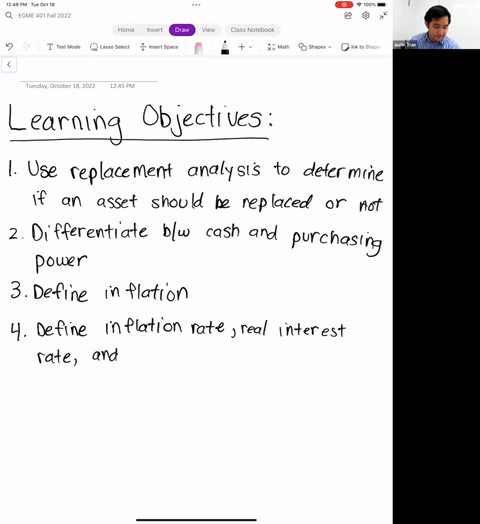 12:49 PM Tue Oct 18
100%
EGME 401 Fall 2022
Home Insert Draw View Class Notebook
Text Mode Lasso Select Insert Space Math Shapes Ink to Shape
Justin Tran
Tuesday, October 18, 2022 12:45 PM
Learning Objectives:
1. Use replacement analysis to determine
if an asset should be replaced or not
2. Differentiate b/w cash and purchasing
power
3. Define inflation
4. Define inflation rate, real interest
rate, and